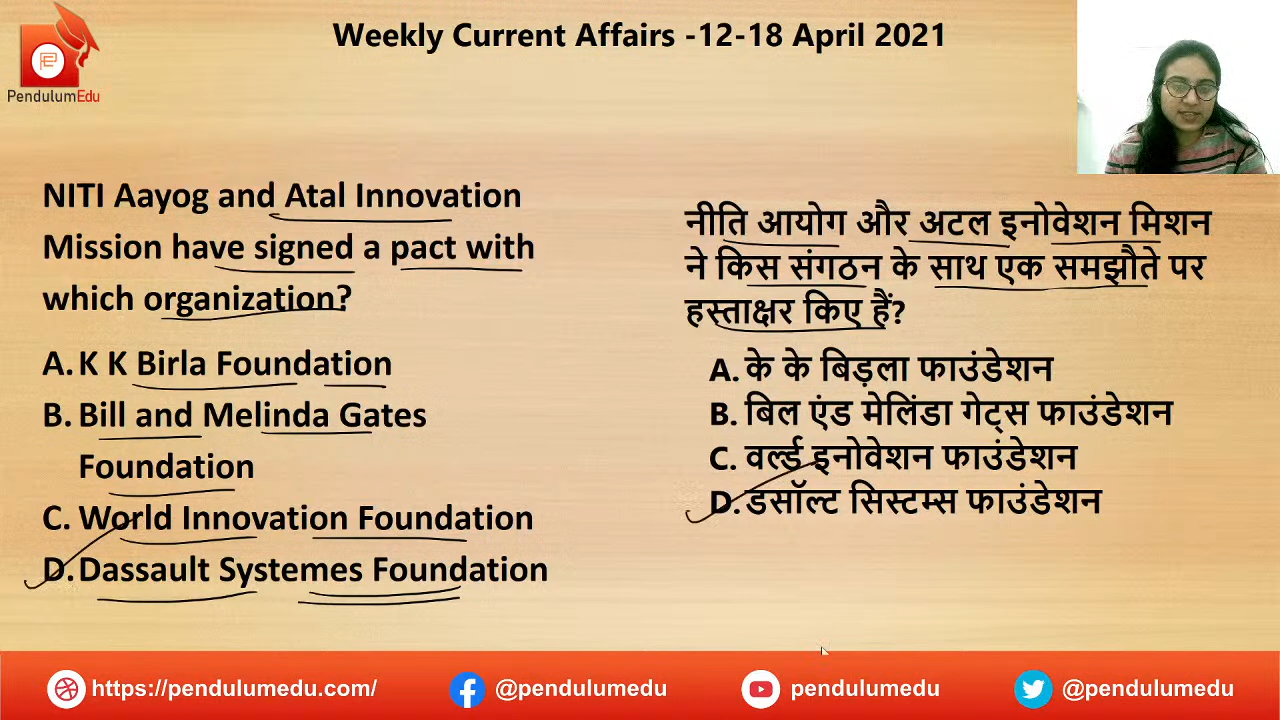 Weekly Current Affairs -12-18 April 2021
PendulumEdu
NITI Aayog and Atal Innovation
Mission have signed a pact with
which organization?
A. K K Birla Foundation
B. Bill and Melinda Gates
Foundation
C. World Innovation Foundation
D. Dassault Systemes Foundation
नीति आयोग और अटल इनोवेशन मिशन
ने किस संगठन के साथ एक समझौते पर
हस्ताक्षर किए हैं?
A. के के बिड़ला फाउंडेशन
B. बिल एंड मेलिंडा गेट्स फाउंडेशन
C. वर्ल्ड इनोवेशन फाउंडेशन
D. डसॉल्ट सिस्टम्स फाउंडेशन
https://pendulumedu.com/
@pendulumedu
pendulumedu
@pendulumedu